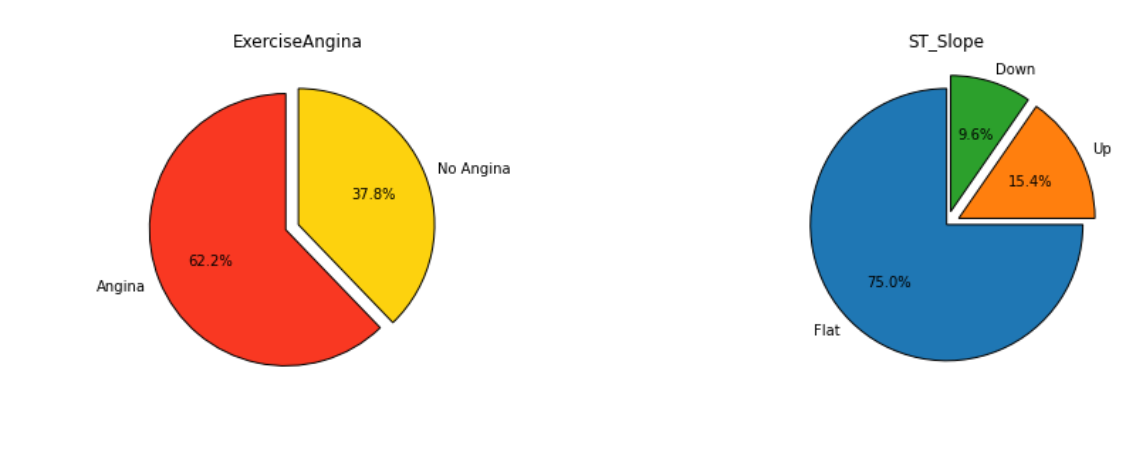 ExerciseAngina
No Angina
37.8%
62.2%
Angina
ST_Slope
Down
9.6%
Up
15.4%
75.0%
Flat